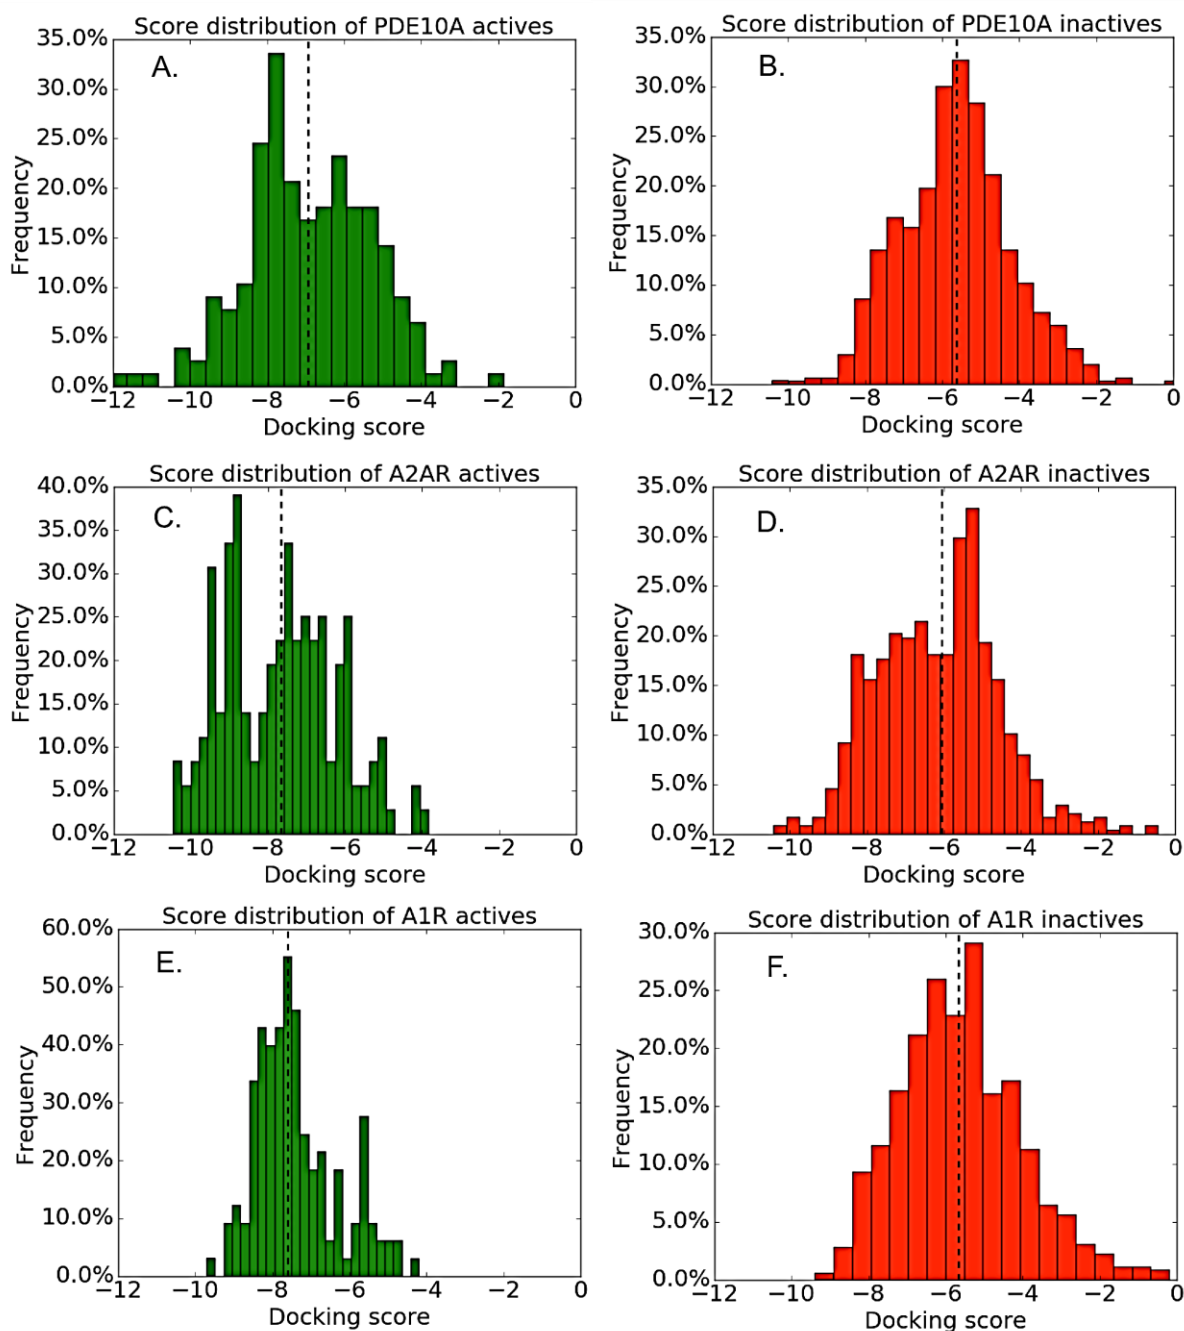 Score distribution of PDE10A actives
A.
35.0%
30.0%
25.0%
20.0%
15.0%
10.0%
5.0%
0.0%
Frequency
−12 −10 −8 −6 −4 −2 0
Docking score
Score distribution of PDE10A inactives
B.
35.0%
30.0%
25.0%
20.0%
15.0%
10.0%
5.0%
0.0%
Frequency
−12 −10 −8 −6 −4 −2 0
Docking score
Score distribution of A2AR actives
C.
40.0%
35.0%
30.0%
25.0%
20.0%
15.0%
10.0%
5.0%
0.0%
Frequency
−12 −10 −8 −6 −4 −2 0
Docking score
Score distribution of A2AR inactives
D.
35.0%
30.0%
25.0%
20.0%
15.0%
10.0%
5.0%
0.0%
Frequency
−12 −10 −8 −6 −4 −2 0
Docking score
Score distribution of A1R actives
E.
60.0%
50.0%
40.0%
30.0%
20.0%
10.0%
0.0%
Frequency
−12 −10 −8 −6 −4 −2 0
Docking score
Score distribution of A1R inactives
F.
30.0%
25.0%
20.0%
15.0%
10.0%
5.0%
0.0%
Frequency
−12 −10 −8 −6 −4 −2 0
Docking score